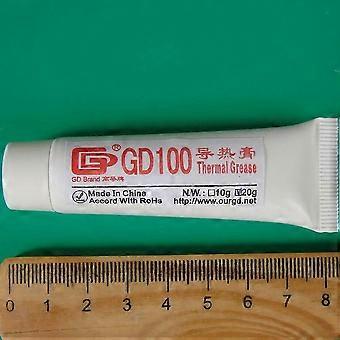 GD ® GD100 导热膏
Thermal Grease
GD Brand 高导牌
Made In China N.W.: □10g ☑20g
Accord With RoHs http://www.ourgd.net
0 1 2 3 4 5 6 7 8